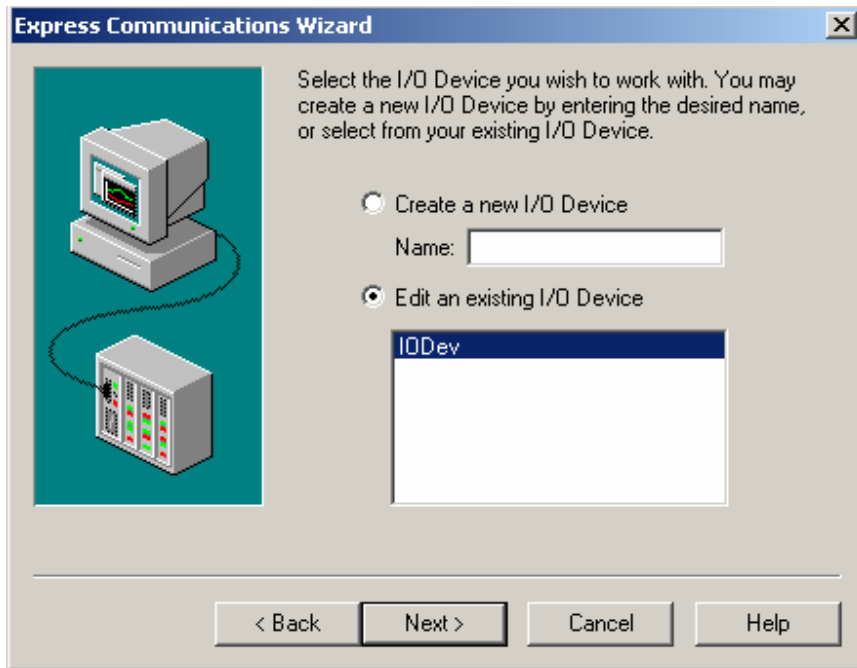 Express Communications Wizard
Select the I/O Device you wish to work with. You may
create a new I/O Device by entering the desired name,
or select from your existing I/O Device.
Create a new I/O Device
Name:
Edit an existing I/O Device
IODev
< Back
Next >
Cancel
Help